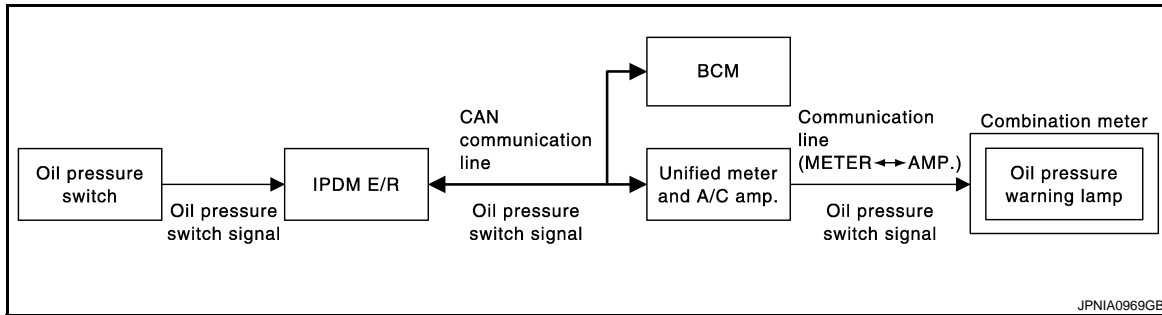 BCM
CAN
communication
line
Communication
line
(METER ↔ AMP.)
Combination meter
Oil pressure
switch
IPDM E/R
Unified meter
and A/C amp.
Oil pressure
warning lamp
Oil pressure
switch signal
Oil pressure
switch signal
Oil pressure
switch signal
JPNIA0969GB